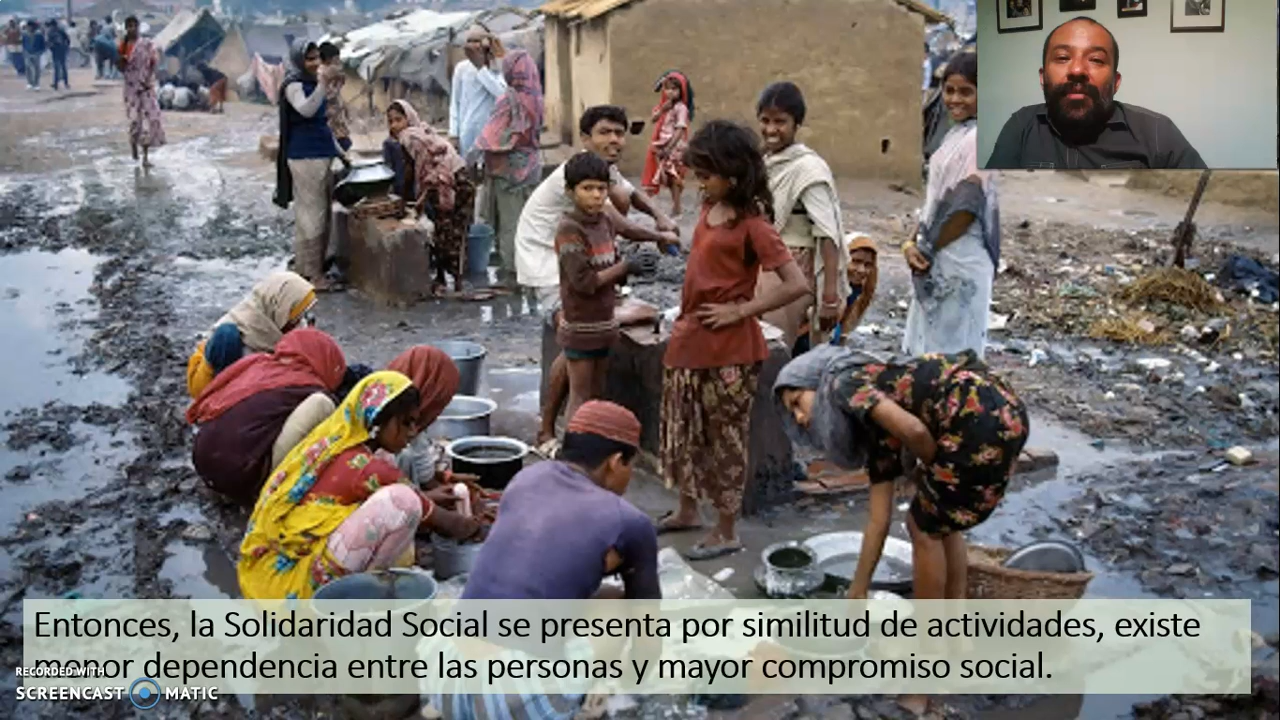 Entonces, la Solidaridad Social se presenta por similitud de actividades, existe
dependencia entre las personas y mayor compromiso social.
RECORDED WITH
SCREENCAST MATIC